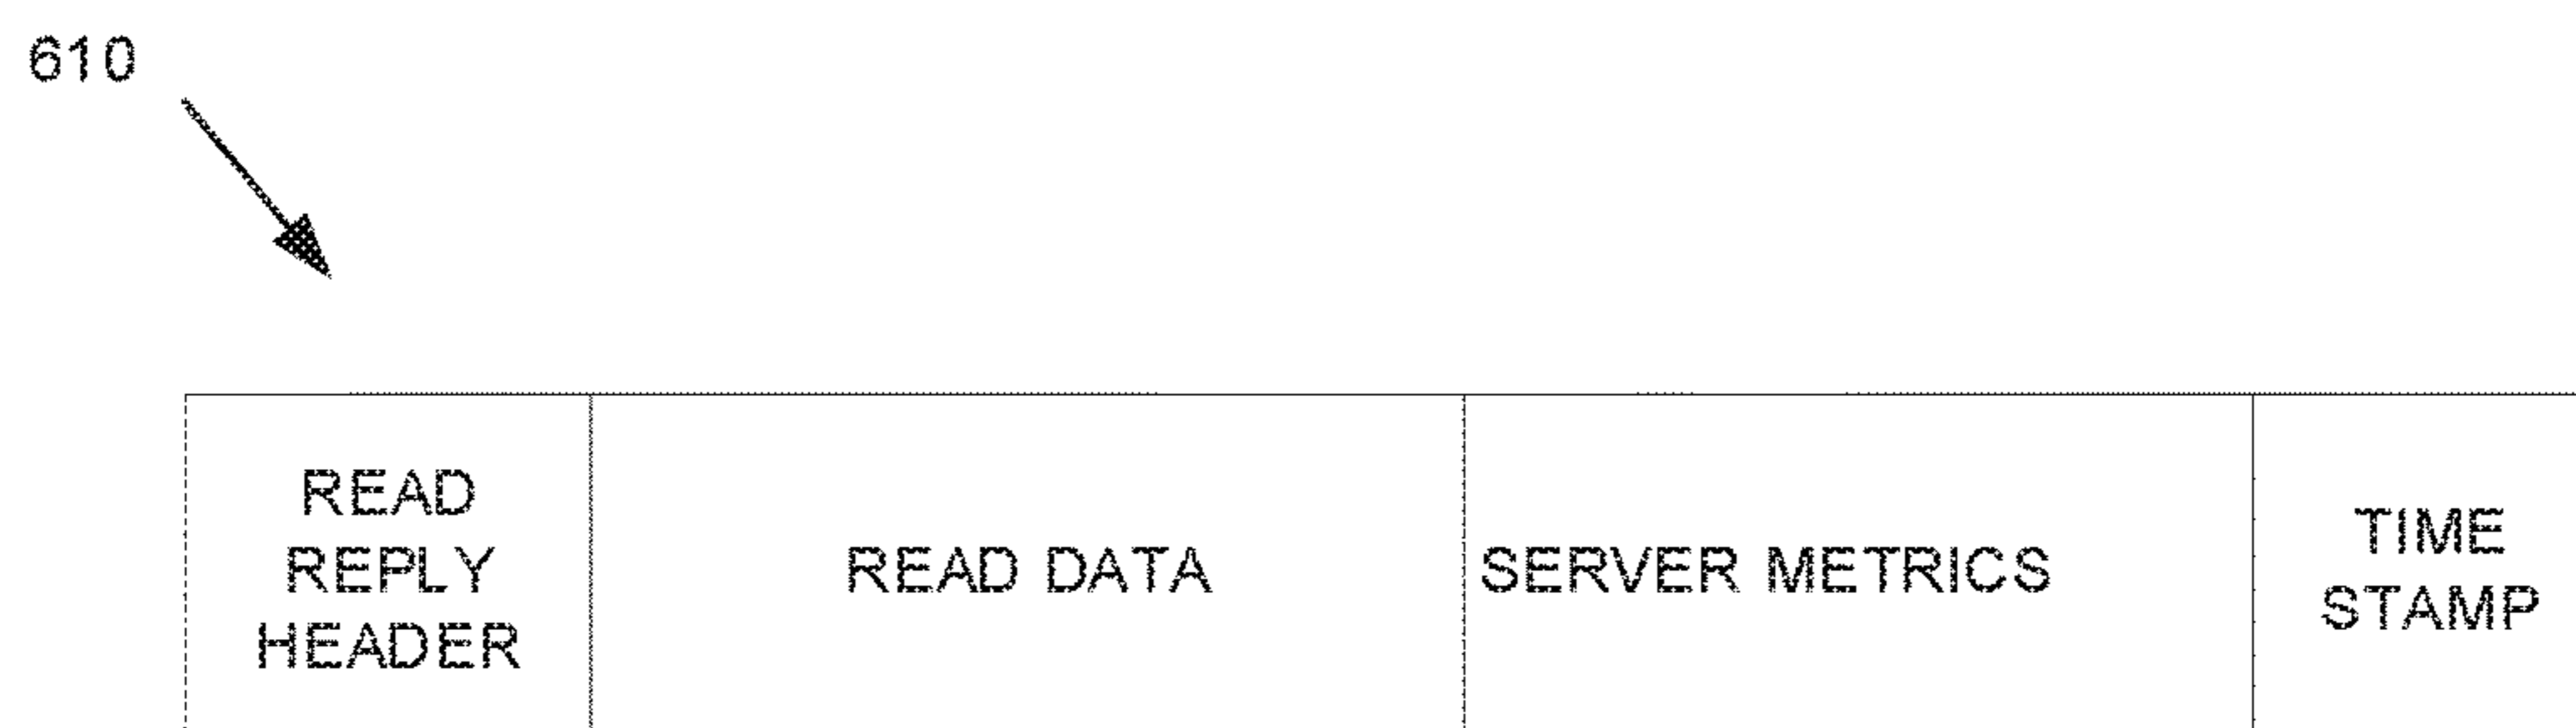 610
READ
REPLY
HEADER
READ DATA
SERVER METRICS
TIME
STAMP